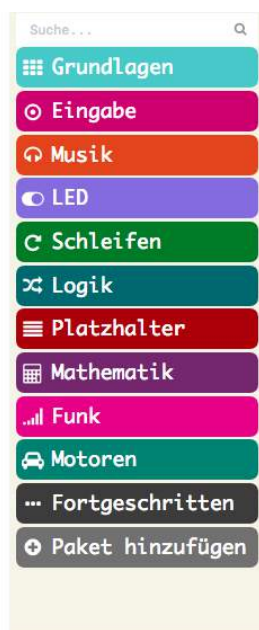 Suche...
Grundlagen
Eingabe
Musik
LED
Schleifen
Logik
Platzhalter
Mathematik
Funk
Motoren
Fortgeschritten
Paket hinzufügen